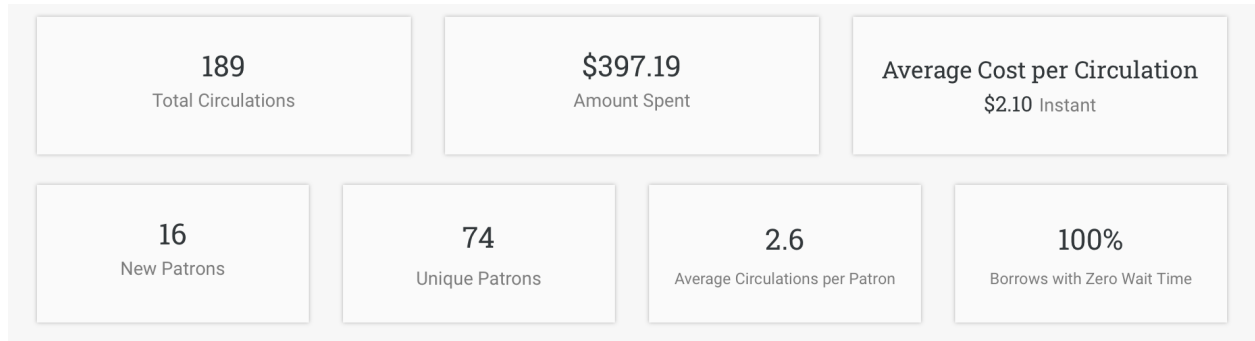 189
Total Circulations
$397.19
Amount Spent
Average Cost per Circulation
$2.10 Instant
16
New Patrons
74
Unique Patrons
2.6
Average Circulations per Patron
100%
Borrows with Zero Wait Time